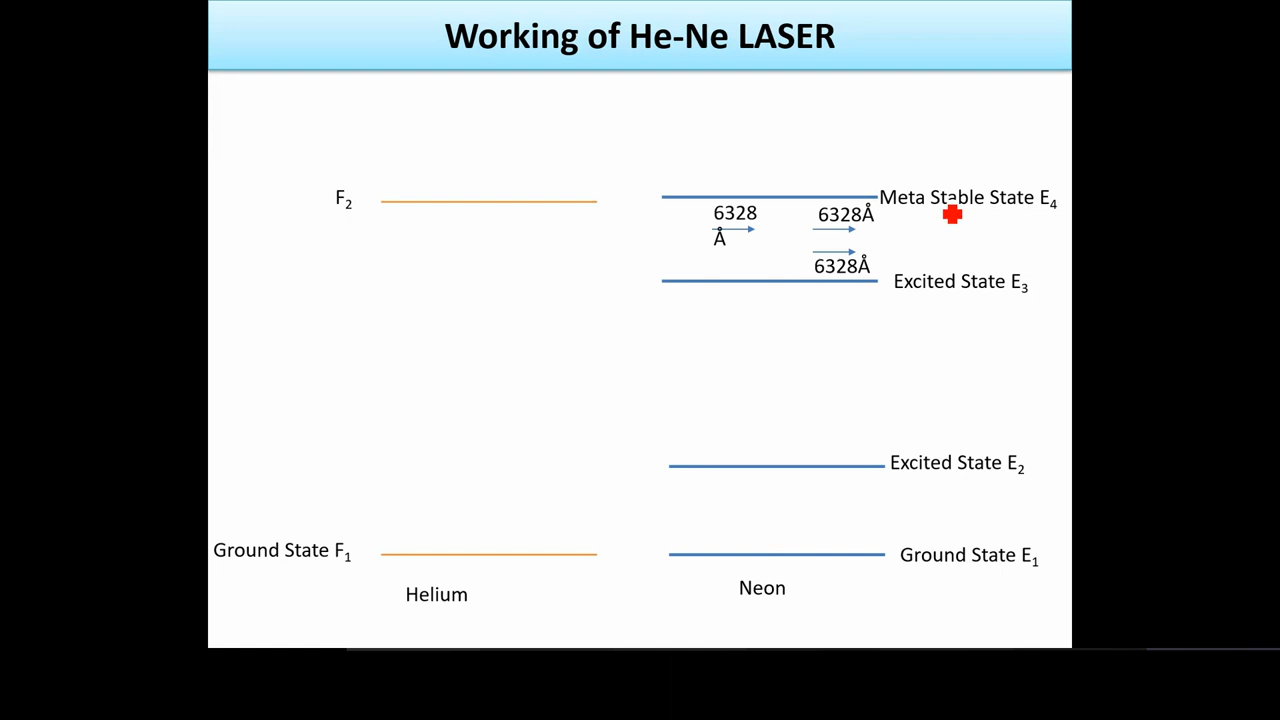 Working of He-Ne LASER
F₂
Meta Stable State E₄
6328
Å
6328Å
6328Å
Excited State E₃
Excited State E₂
Ground State F₁
Ground State E₁
Helium
Neon